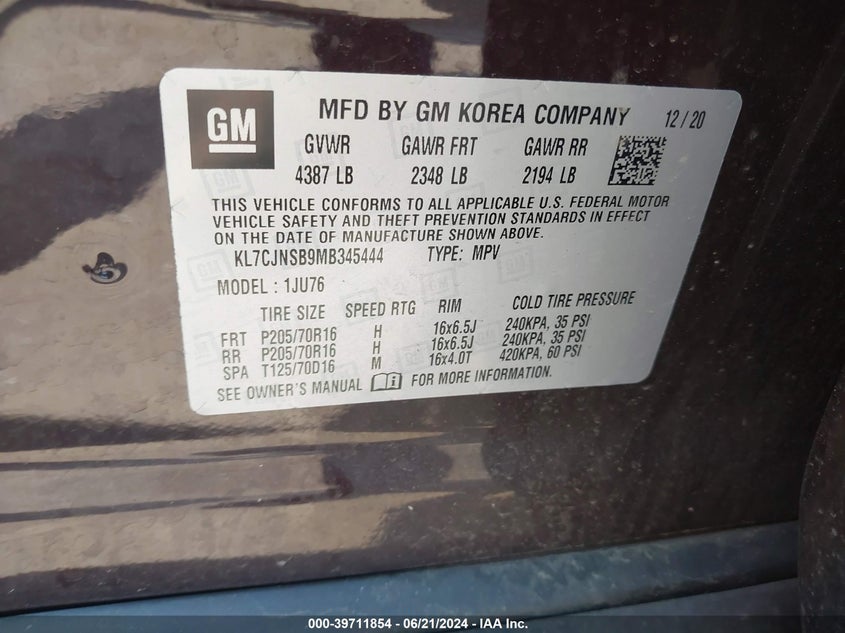 GM
MFD BY GM KOREA COMPANY 12/20
GVWR GAWR FRT GAWR RR
4387 LB 2348 LB 2194 LB
THIS VEHICLE CONFORMS TO ALL APPLICABLE U.S. FEDERAL MOTOR
VEHICLE SAFETY AND THEFT PREVENTION STANDARDS IN EFFECT
ON THE DATE OF MANUFACTURE SHOWN ABOVE.
KL7CJNSB9MB345444 TYPE: MPV
MODEL : 1JU76
TIRE SIZE SPEED RTG RIM COLD TIRE PRESSURE
FRT P205/70R16 H 16x6.5J 240KPA, 35 PSI
RR P205/70R16 H 16x6.5J 240KPA, 35 PSI
SPA T125/70D16 M 16x4.0T 420KPA, 60 PSI
SEE OWNER'S MANUAL FOR MORE INFORMATION.
000-39711854 / 06/21/2024 / IAA Inc.